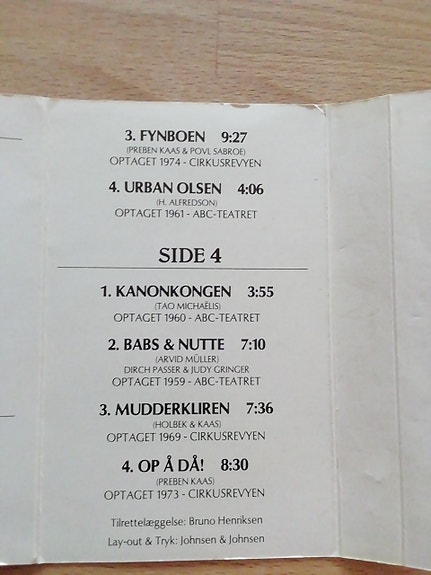 3. FYNBOEN 9:27
(PREBEN KAAS & POVL SABROE)
OPTAGET 1974 - CIRKUSREVYEN
4. URBAN OLSEN 4:06
(H. ALFREDSON)
OPTAGET 1961 - ABC-TEATRET
SIDE 4
1. KANONKONGEN 3:55
(TAO MICHAËLIS)
OPTAGET 1960 - ABC-TEATRET
2. BABS & NUTTE 7:10
(ARVID MÜLLER)
DIRCH PASSER & JUDY GRINGER
OPTAGET 1959 - ABC-TEATRET
3. MUDDERKLIREN 7:36
(HOLBEK & KAAS)
OPTAGET 1969 - CIRKUSREVYEN
4. OP Å DÅ! 8:30
(PREBEN KAAS)
OPTAGET 1973 - CIRKUSREVYEN
Tilrettelæggelse: Bruno Henriksen
Lay-out & Tryk: Johnsen & Johnsen